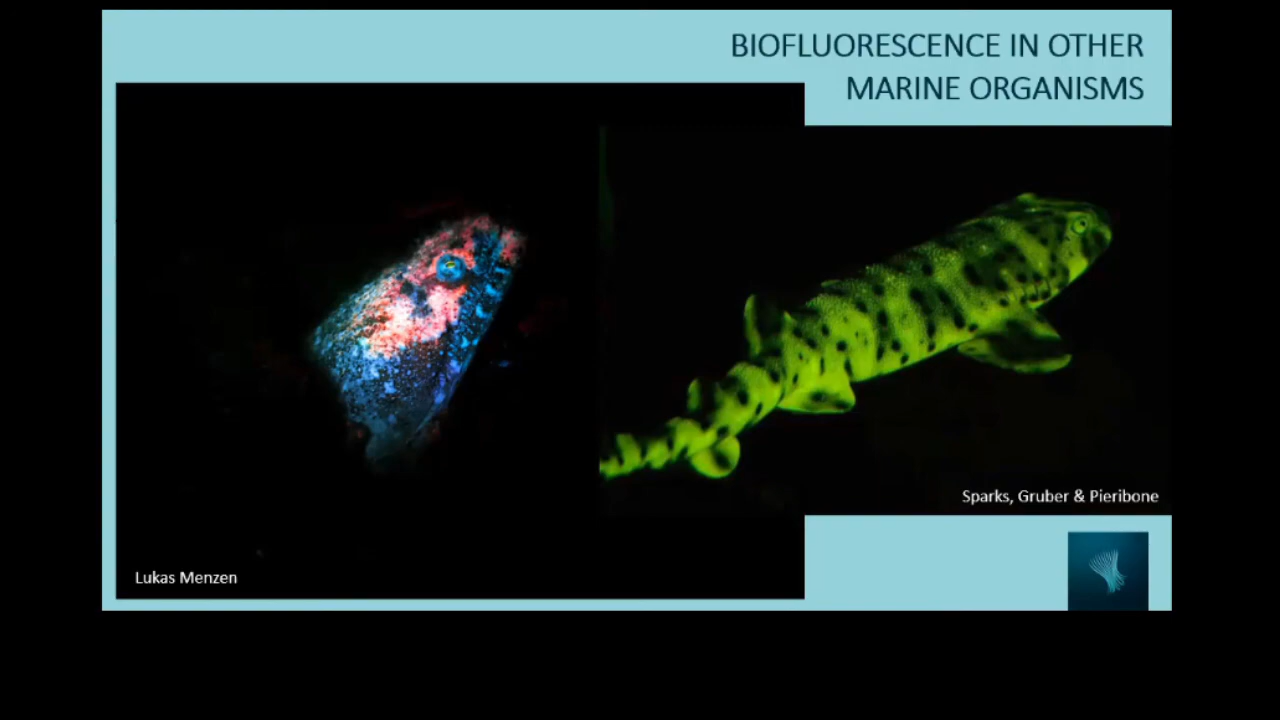 BIOFLUORESCENCE IN OTHER
MARINE ORGANISMS
Sparks, Gruber & Pieribone
Lukas Menzen